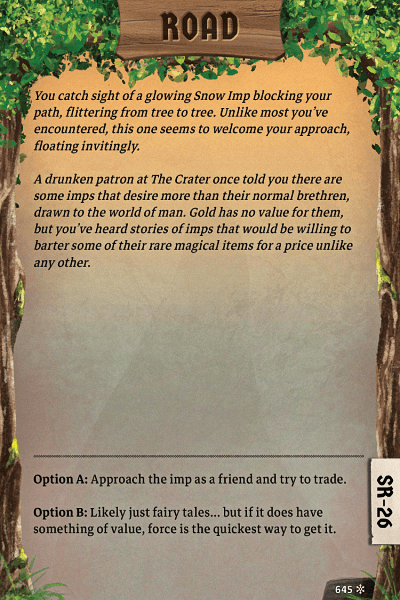 ROAD
You catch sight of a glowing Snow Imp blocking your
path, flittering from tree to tree. Unlike most you've
encountered, this one seems to welcome your approach,
floating invitingly.
A drunken patron at The Crater once told you there are
some imps that desire more than their normal brethren,
drawn to the world of man. Gold has no value for them,
but you've heard stories of imps that would be willing to
barter some of their rare magical items for a price unlike
any other.
Option A: Approach the imp as a friend and try to trade.
Option B: Likely just fairy tales... but if it does have
something of value, force is the quickest way to get it.
SR-26
645